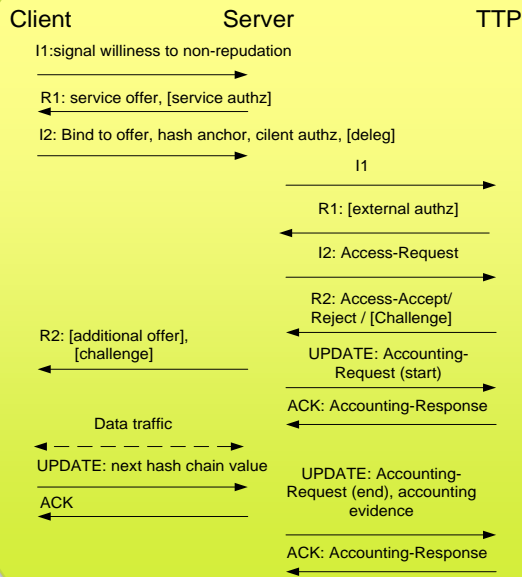 Client Server TTP
I1:signal williness to non-repudation
R1: service offer, [service authz]
I2: Bind to offer, hash anchor, cilent authz, [deleg]
I1
R1: [external authz]
I2: Access-Request
R2: Access-Accept/
Reject / [Challenge]
R2: [additional offer],
[challenge]
UPDATE: Accounting-
Request (start)
ACK: Accounting-Response
Data traffic
UPDATE: next hash chain value
ACK
UPDATE: Accounting-
Request (end), accounting
evidence
ACK: Accounting-Response